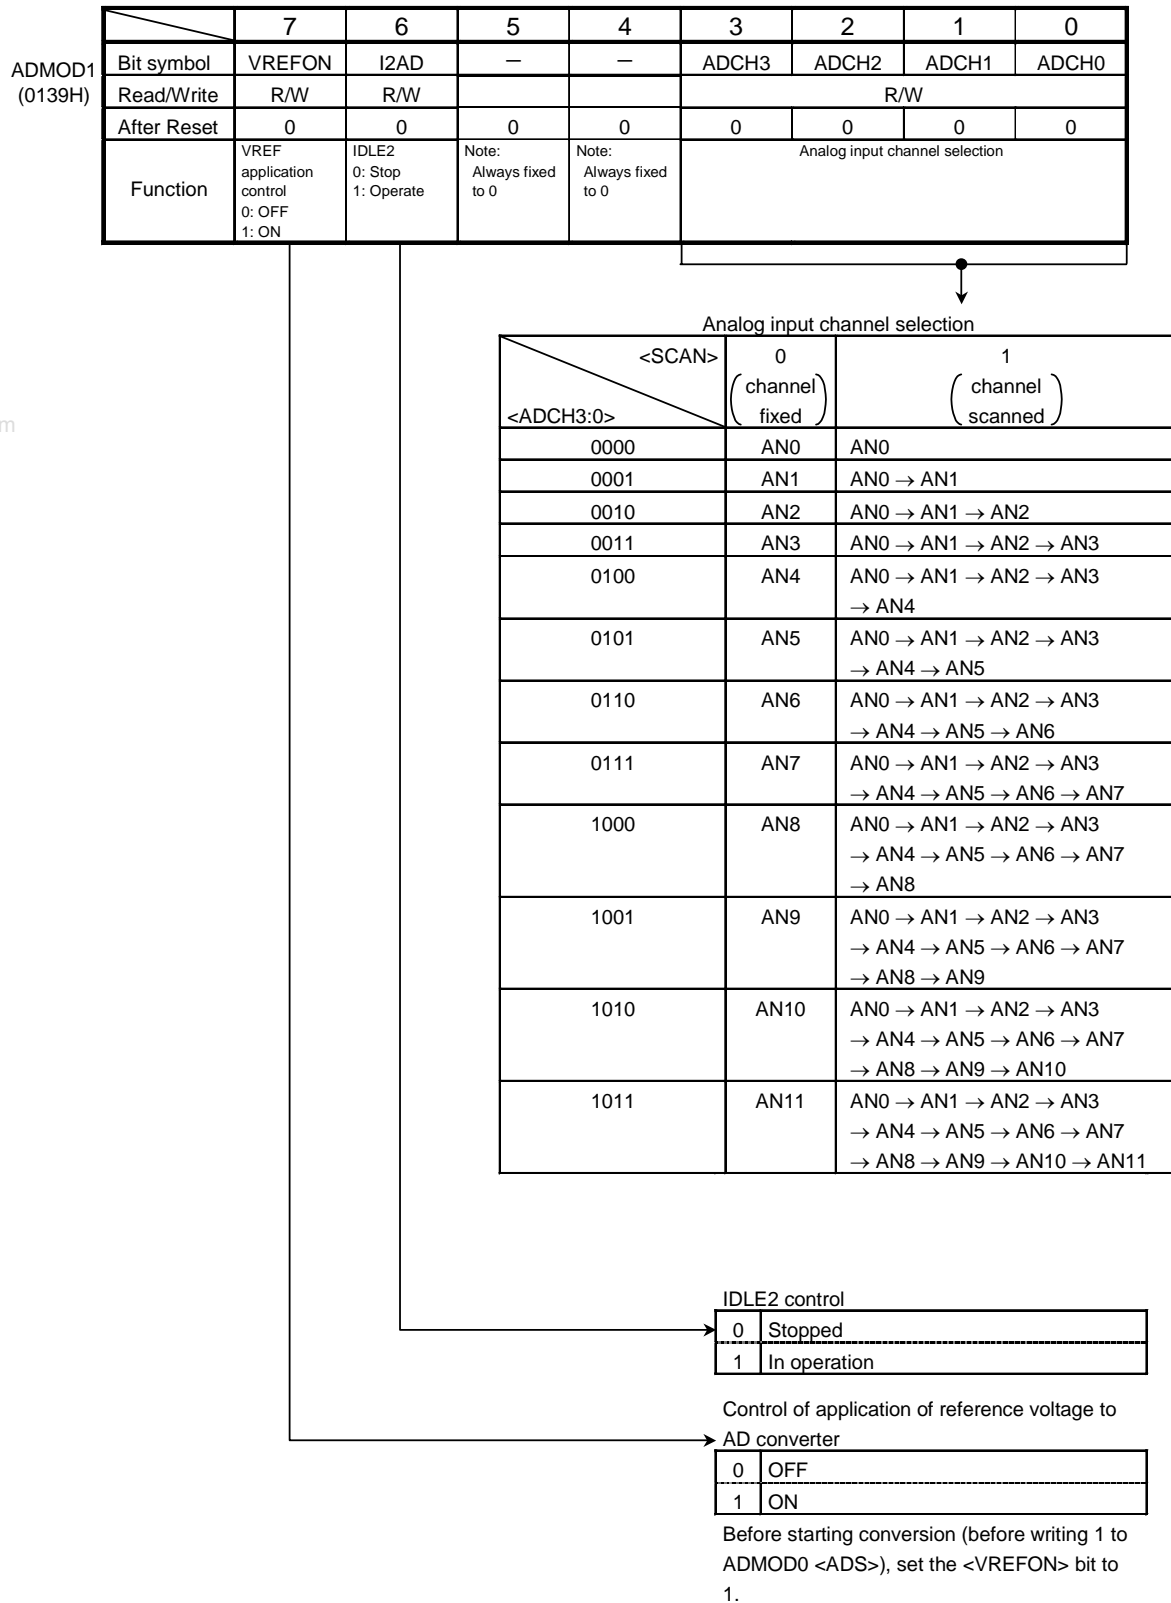 7 6 5 4 3 2 1 0
ADMOD1
(0139H)
Bit symbol VREFON I2AD — — ADCH3 ADCH2 ADCH1 ADCH0
Read/Write R/W R/W R/W
After Reset 0 0 0 0 0 0 0 0
Function
VREF
application
control
0: OFF
1: ON
IDLE2
0: Stop
1: Operate
Note:
Always fixed
to 0
Note:
Always fixed
to 0
Analog input channel selection
Analog input channel selection
<SCAN>
<ADCH3:0>
0
(channel
fixed)
1
(channel
scanned)
0000 AN0 AN0
0001 AN1 AN0 → AN1
0010 AN2 AN0 → AN1 → AN2
0011 AN3 AN0 → AN1 → AN2 → AN3
0100 AN4 AN0 → AN1 → AN2 → AN3
→ AN4
0101 AN5 AN0 → AN1 → AN2 → AN3
→ AN4 → AN5
0110 AN6 AN0 → AN1 → AN2 → AN3
→ AN4 → AN5 → AN6
0111 AN7 AN0 → AN1 → AN2 → AN3
→ AN4 → AN5 → AN6 → AN7
1000 AN8 AN0 → AN1 → AN2 → AN3
→ AN4 → AN5 → AN6 → AN7
→ AN8
1001 AN9 AN0 → AN1 → AN2 → AN3
→ AN4 → AN5 → AN6 → AN7
→ AN8 → AN9
1010 AN10 AN0 → AN1 → AN2 → AN3
→ AN4 → AN5 → AN6 → AN7
→ AN8 → AN9 → AN10
1011 AN11 AN0 → AN1 → AN2 → AN3
→ AN4 → AN5 → AN6 → AN7
→ AN8 → AN9 → AN10 → AN11
IDLE2 control
0 Stopped
1 In operation
Control of application of reference voltage to
AD converter
0 OFF
1 ON
Before starting conversion (before writing 1 to
ADMOD0 <ADS>), set the <VREFON> bit to
1.